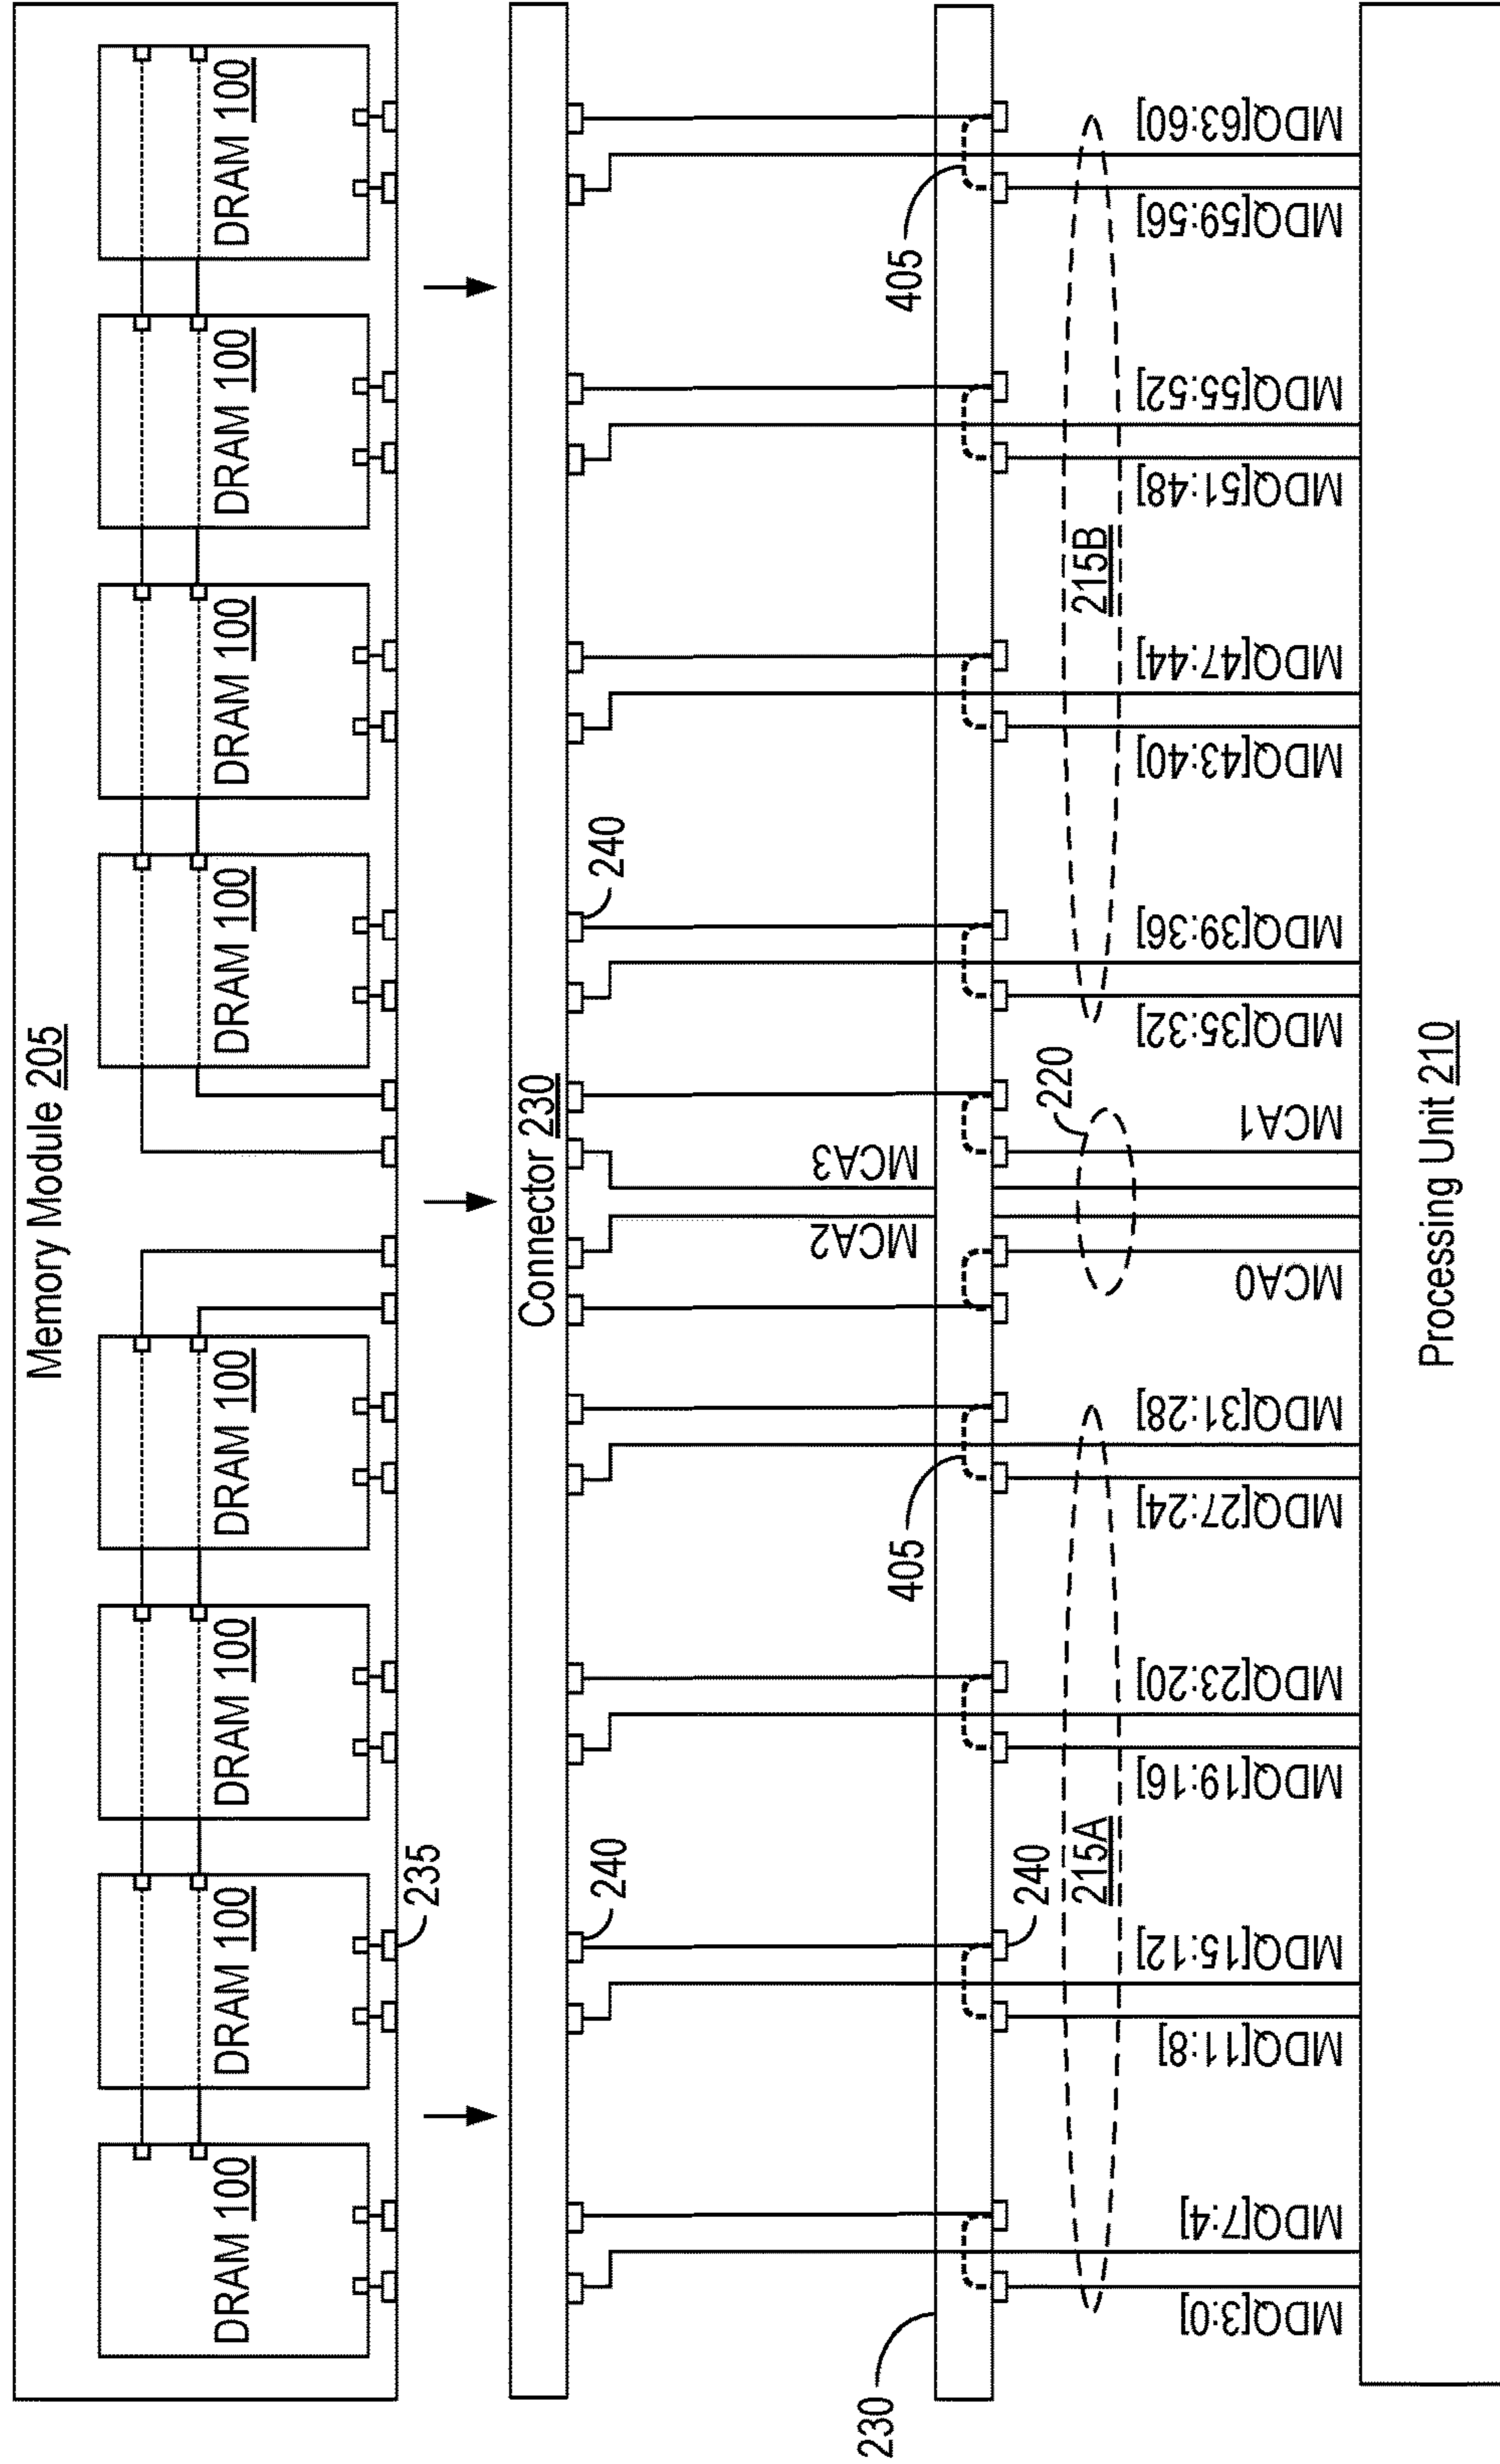 Memory Module 205
DRAM 100
DRAM 100
DRAM 100
DRAM 100
DRAM 100
DRAM 100
DRAM 100
DRAM 100
235
Connector 230
240
240
MCA2
MCA3
230
405
405
240
215A
220
215B
MDQ[3:0]
MDQ[7:4]
MDQ[11:8]
MDQ[15:12]
MDQ[19:16]
MDQ[23:20]
MDQ[27:24]
MDQ[31:28]
MCA0
MCA1
MDQ[35:32]
MDQ[39:36]
MDQ[43:40]
MDQ[47:44]
MDQ[51:48]
MDQ[55:52]
MDQ[59:56]
MDQ[63:60]
Processing Unit 210